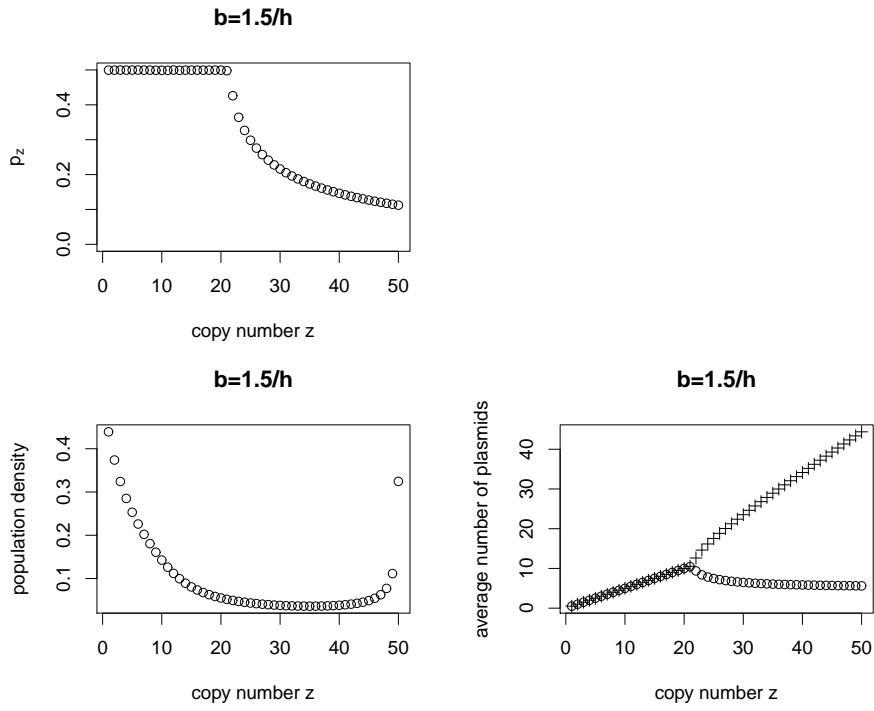 b=1.5/h
p_z
0.0 0.2 0.4
0 10 20 30 40 50
copy number z
b=1.5/h
population density
0.1 0.2 0.3 0.4
0 10 20 30 40 50
copy number z
b=1.5/h
average number of plasmids
0 10 20 30 40
0 10 20 30 40 50
copy number z